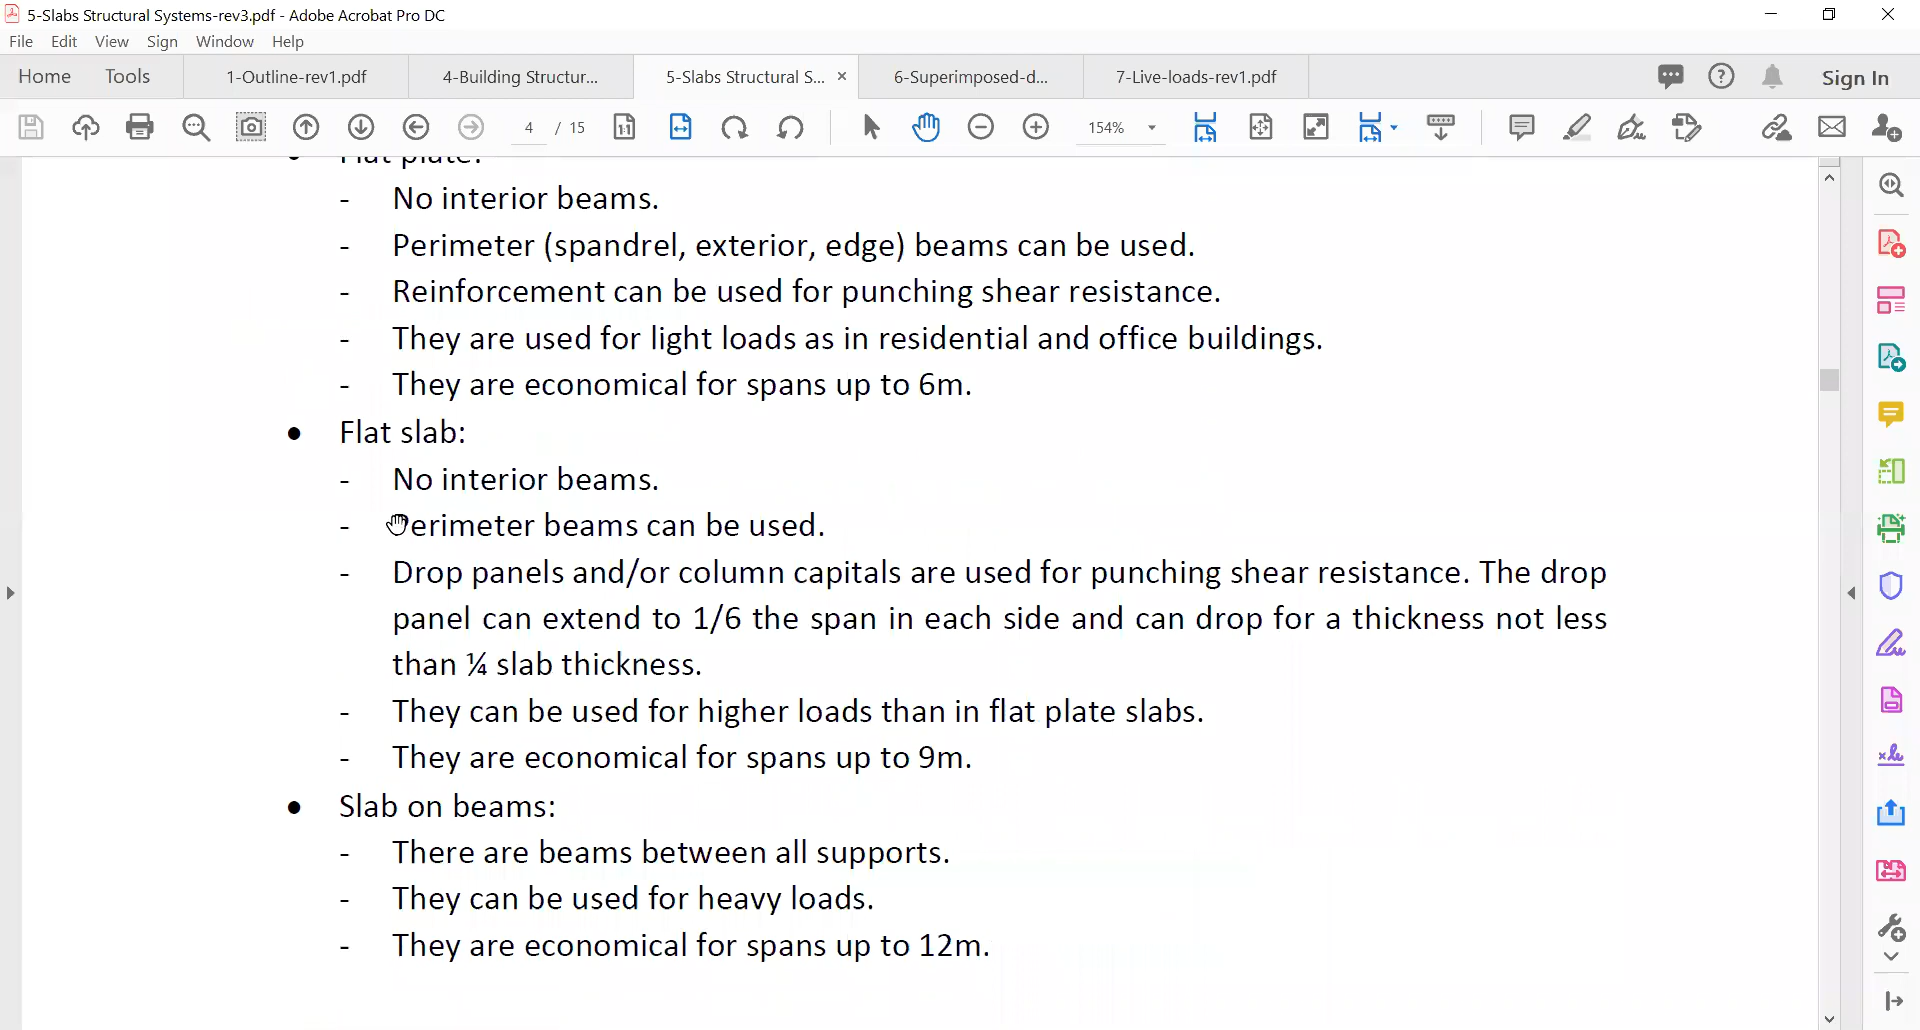 5-Slabs Structural Systems-rev3.pdf - Adobe Acrobat Pro DC
File Edit View Sign Window Help
Home Tools 1-Outline-rev1.pdf 4-Building Structur... 5-Slabs Structural S... × 6-Superimposed-d... 7-Live-loads-rev1.pdf Sign In
4 / 15 154%
• Flat plate:
- No interior beams.
- Perimeter (spandrel, exterior, edge) beams can be used.
- Reinforcement can be used for punching shear resistance.
- They are used for light loads as in residential and office buildings.
- They are economical for spans up to 6m.
• Flat slab:
- No interior beams.
- Perimeter beams can be used.
- Drop panels and/or column capitals are used for punching shear resistance. The drop
panel can extend to 1/6 the span in each side and can drop for a thickness not less
than ¼ slab thickness.
- They can be used for higher loads than in flat plate slabs.
- They are economical for spans up to 9m.
• Slab on beams:
- There are beams between all supports.
- They can be used for heavy loads.
- They are economical for spans up to 12m.